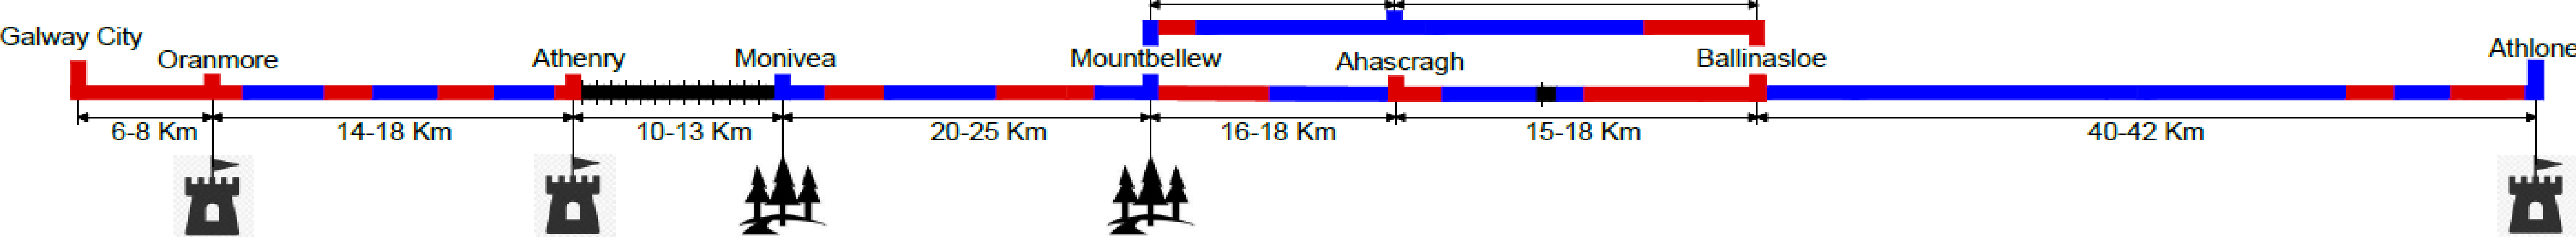 Galway City
Oranmore
Athenry
Monivea
Mountbellew
Ahascragh
Ballinasloe
Athlone
6-8 Km
14-18 Km
10-13 Km
20-25 Km
16-18 Km
15-18 Km
40-42 Km